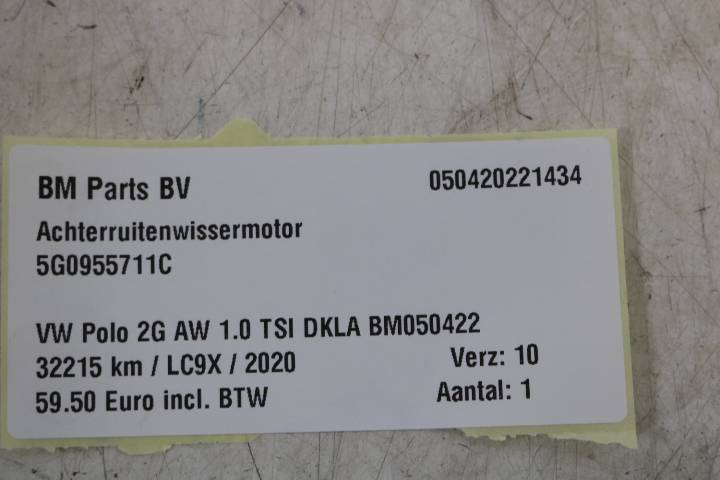 BM Parts BV 050420221434
Achterruitenwissermotor
5G0955711C
VW Polo 2G AW 1.0 TSI DKLA BM050422
32215 km / LC9X / 2020 Verz: 10
59.50 Euro incl. BTW Aantal: 1